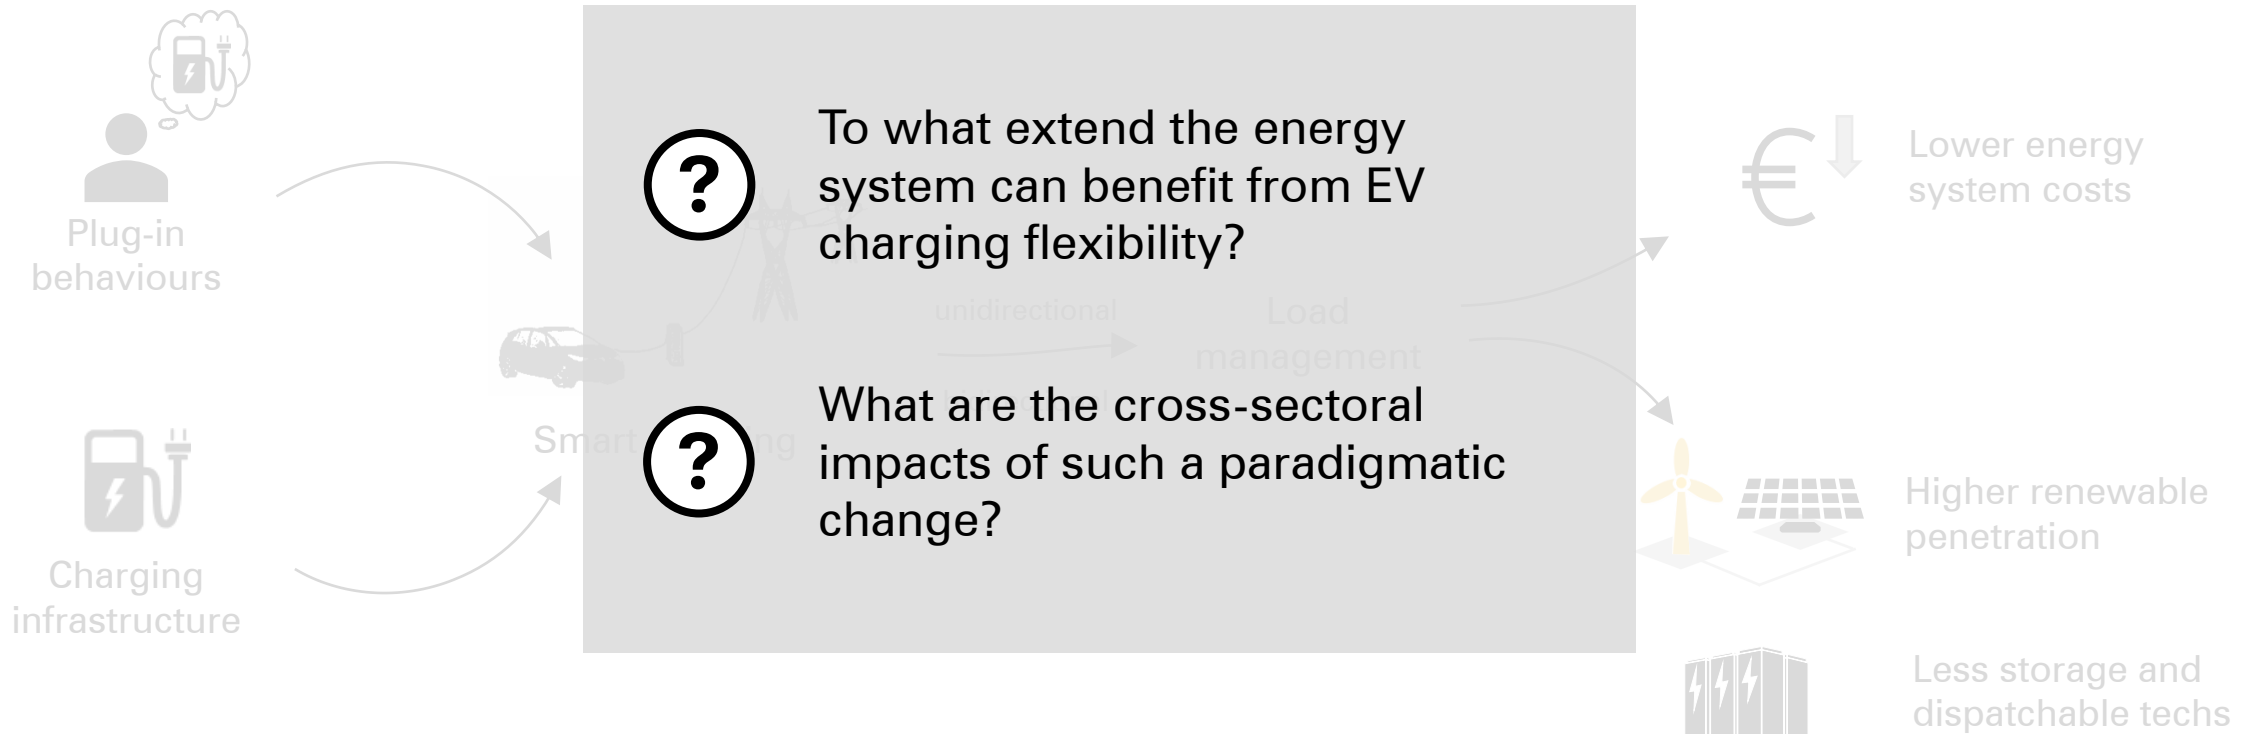 Plug-in
behaviours
Charging
infrastructure
?
To what extend the energy
system can benefit from EV
charging flexibility?
unidirectional
Load
management
?
What are the cross-sectoral
impacts of such a paradigmatic
change?
Smart
€
Lower energy
system costs
Higher renewable
penetration
Less storage and
dispatchable techs